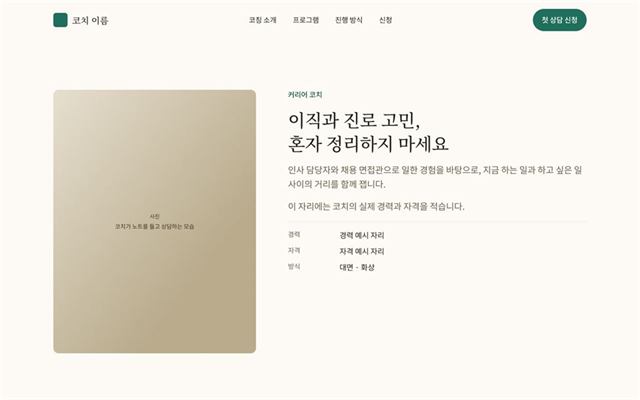 코치 이름
코칭 소개
프로그램
진행 방식
신청
첫 상담 신청
사진
코치가 노트를 들고 상담하는 모습
커리어 코치
이직과 진로 고민,
혼자 정리하지 마세요
인사 담당자와 채용 면접관으로 일한 경험을 바탕으로, 지금 하는 일과 하고 싶은 일
사이의 거리를 함께 잽니다.
이 자리에는 코치의 실제 경력과 자격을 적습니다.
경력 경력 예시 자리
자격 자격 예시 자리
방식 대면 · 화상